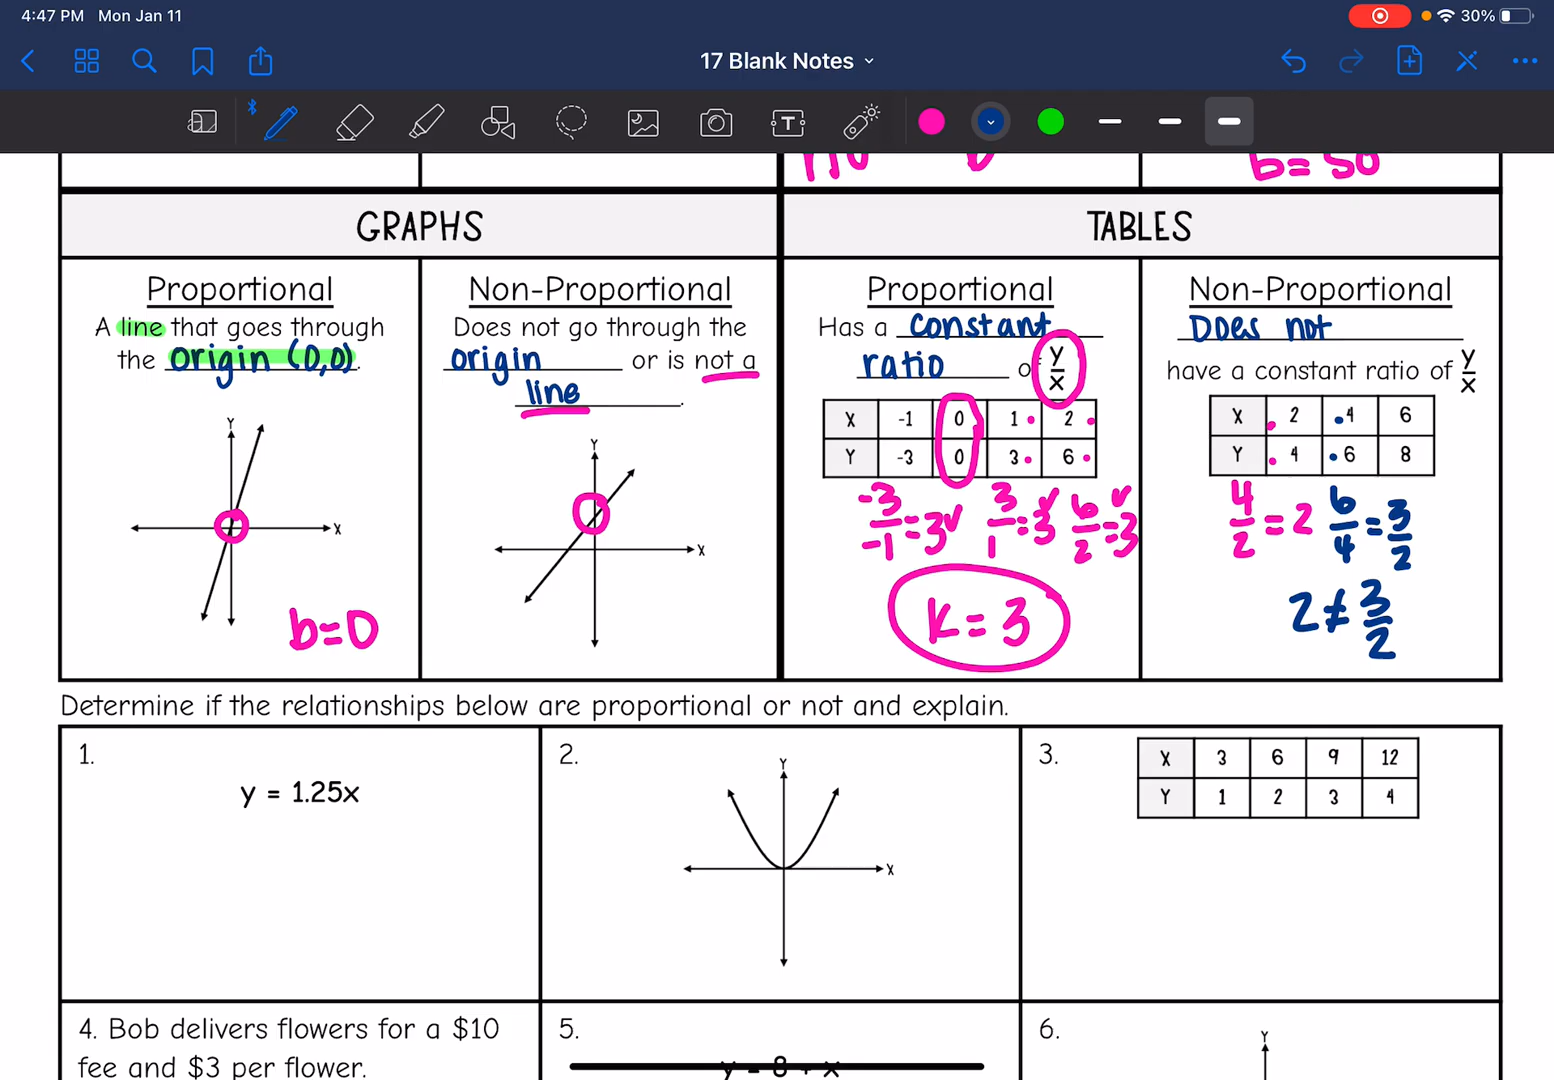 4:47 PM Mon Jan 11
30%
17 Blank Notes
T
b = 50
GRAPHS
TABLES
Proportional
A line that goes through
the origin (0,0).
Y
X
b=0
Non-Proportional
Does not go through the
origin or is not a
line.
Y
X
Proportional
Has a constant
ratio of y/x
X -1 0 1 2
Y -3 0 3 6
-3/-1 = 3 ✓ 3/1 = 3 ✓ 6/2 = 3 ✓
K = 3
Non-Proportional
Does not
have a constant ratio of y/x
X 2 4 6
Y 4 6 8
4/2 = 2 6/4 = 3/2
2 ≠ 3/2
Determine if the relationships below are proportional or not and explain.
1.
y = 1.25x
2.
Y
X
3.
X 3 6 9 12
Y 1 2 3 4
4. Bob delivers flowers for a $10
fee and $3 per flower.
5.
y = 8 + x
6.
Y